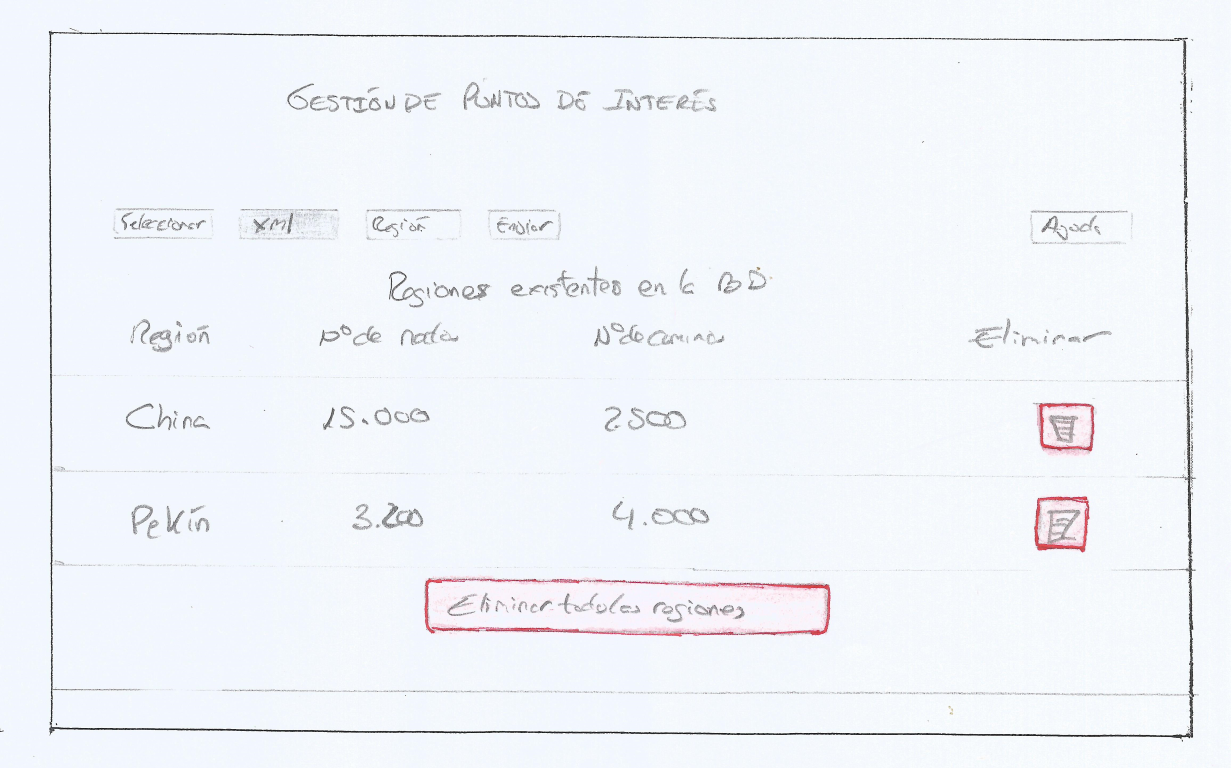 GESTIÓN DE PUNTOS DE INTERÉS
Seleccionar XML Región Enviar Ayuda
Regiones existentes en la BD
Región Nº de nodos Nº de caminos Eliminar
China 15.000 2500
Pekín 3.200 4.000
Eliminar todas las regiones